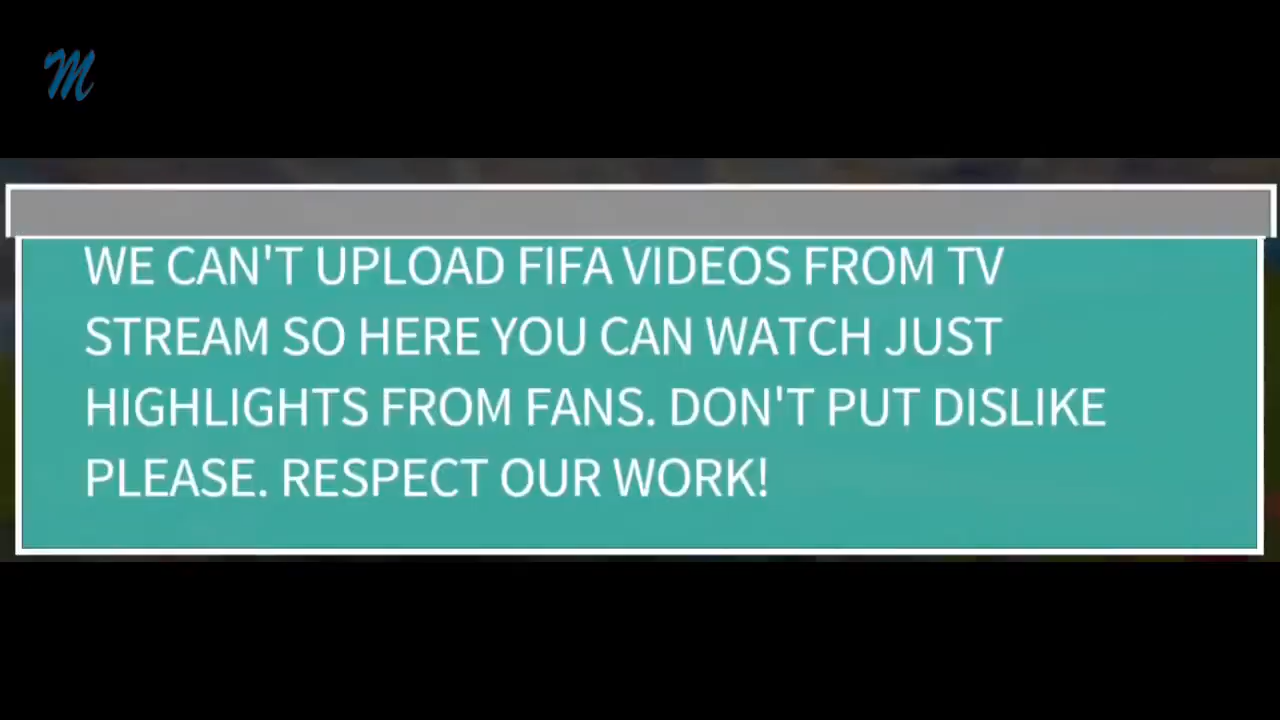 M
WE CAN'T UPLOAD FIFA VIDEOS FROM TV
STREAM SO HERE YOU CAN WATCH JUST
HIGHLIGHTS FROM FANS. DON'T PUT DISLIKE
PLEASE. RESPECT OUR WORK!